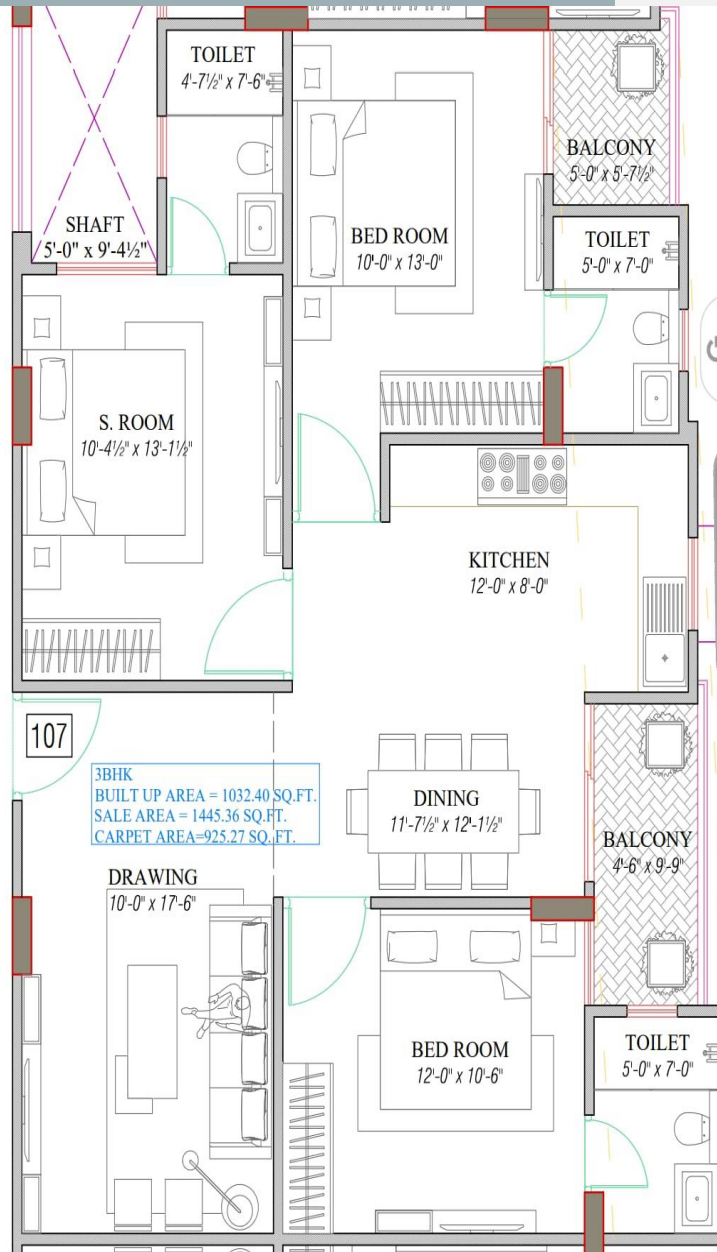 TOILET
4'-7½" x 7'-6"
BALCONY
5'-0" x 5'-7½"
SHAFT
5'-0" x 9'-4½"
BED ROOM
10'-0" x 13'-0"
TOILET
5'-0" x 7'-0"
S. ROOM
10'-4½" x 13'-1½"
KITCHEN
12'-0" x 8'-0"
107
3BHK
BUILT UP AREA = 1032.40 SQ.FT.
SALE AREA = 1445.36 SQ.FT.
CARPET AREA=925.27 SQ.FT.
DINING
11'-7½" x 12'-1½"
BALCONY
4'-6" x 9'-9"
DRAWING
10'-0" x 17'-6"
BED ROOM
12'-0" x 10'-6"
TOILET
5'-0" x 7'-0"